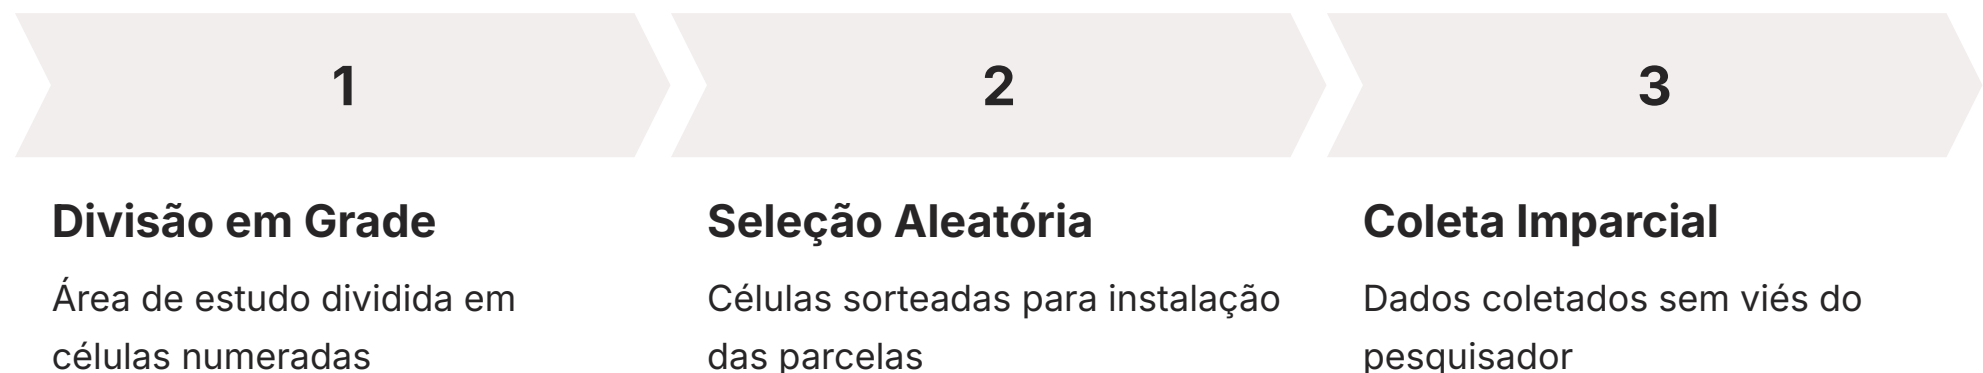 1
2
3
Divisão em Grade
Área de estudo dividida em
células numeradas
Seleção Aleatória
Células sorteadas para instalação
das parcelas
Coleta Imparcial
Dados coletados sem viés do
pesquisador